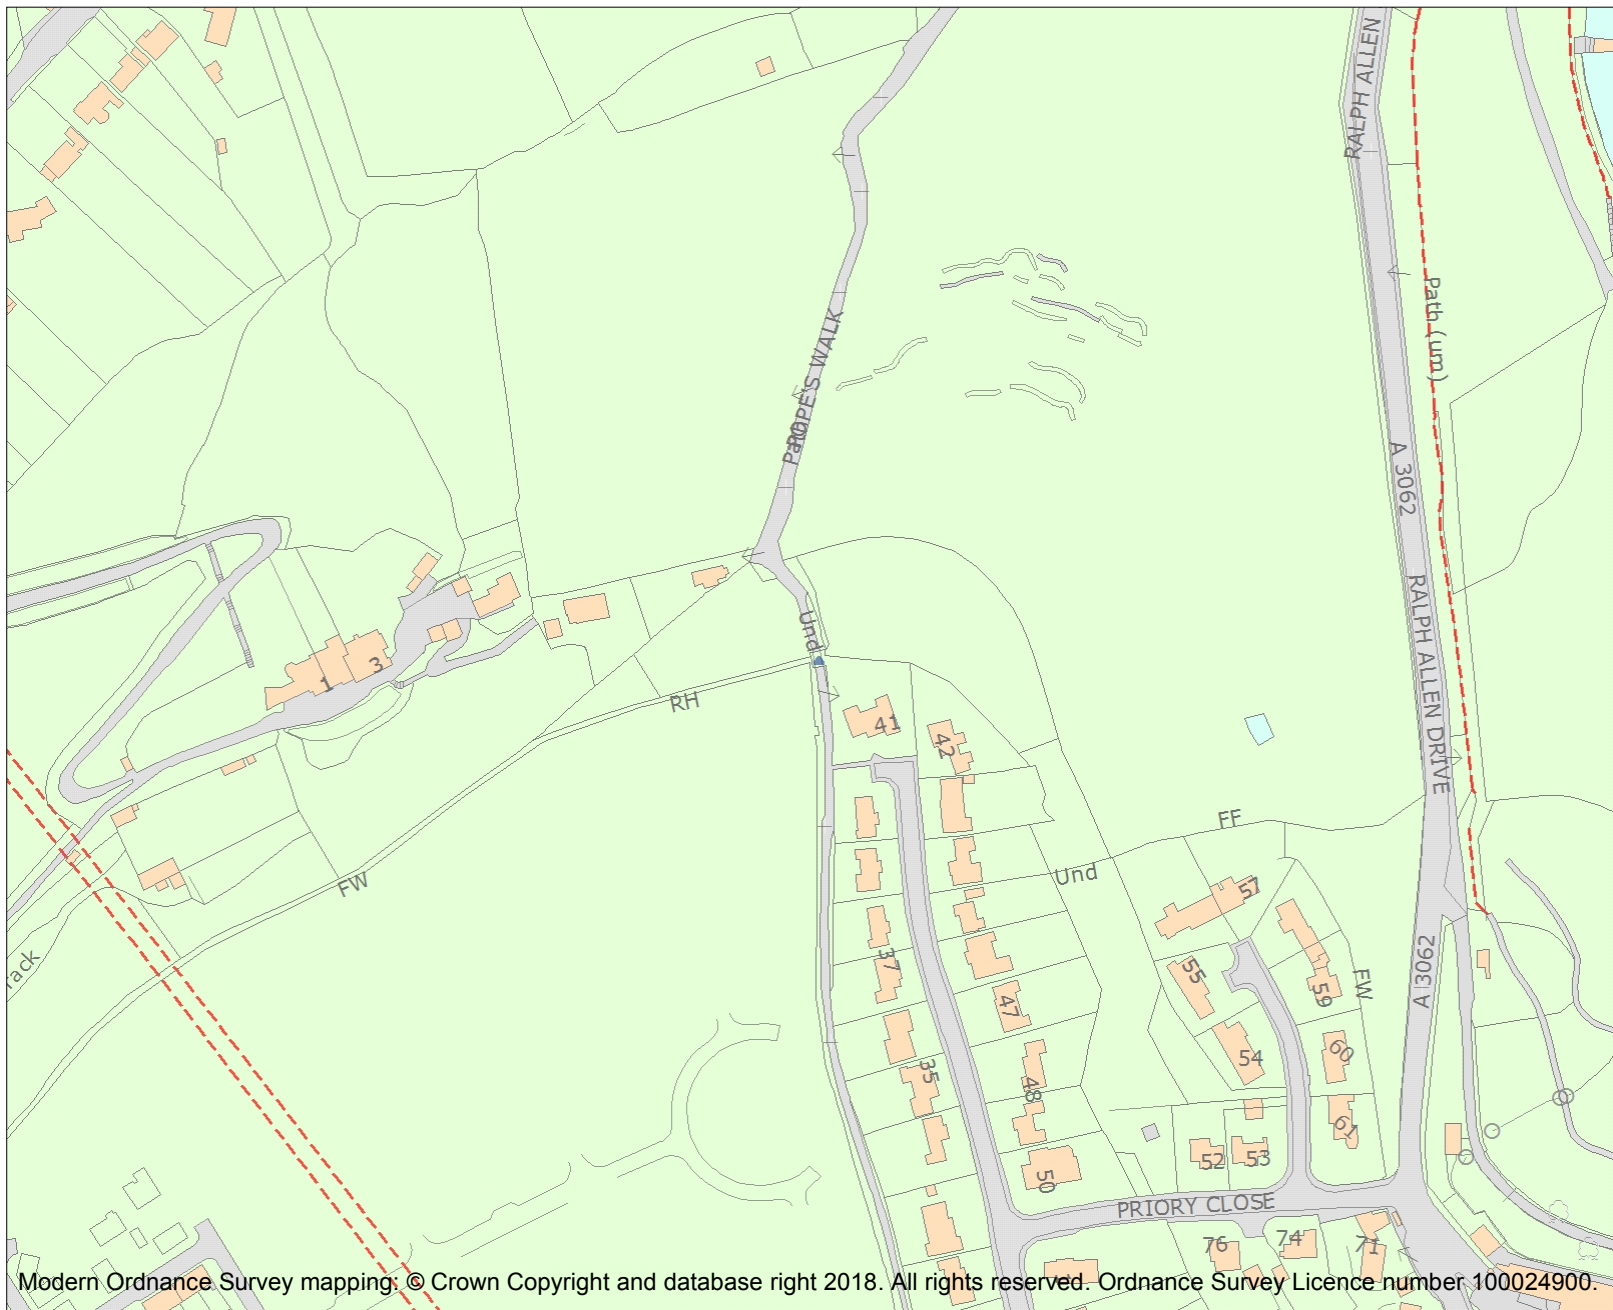 RALPH ALLEN
Path (um)
POPE'S WALK
Path
A 3062
RALPH ALLEN DRIVE
Und
1
3
RH
41
42
FF
FW
Und
57
37
55
59
FW
A 3062
47
rack
54
60
35
48
61
52
53
50
PRIORY CLOSE
76
74
71
Modern Ordnance Survey mapping: © Crown Copyright and database right 2018. All rights reserved. Ordnance Survey Licence number 100024900.